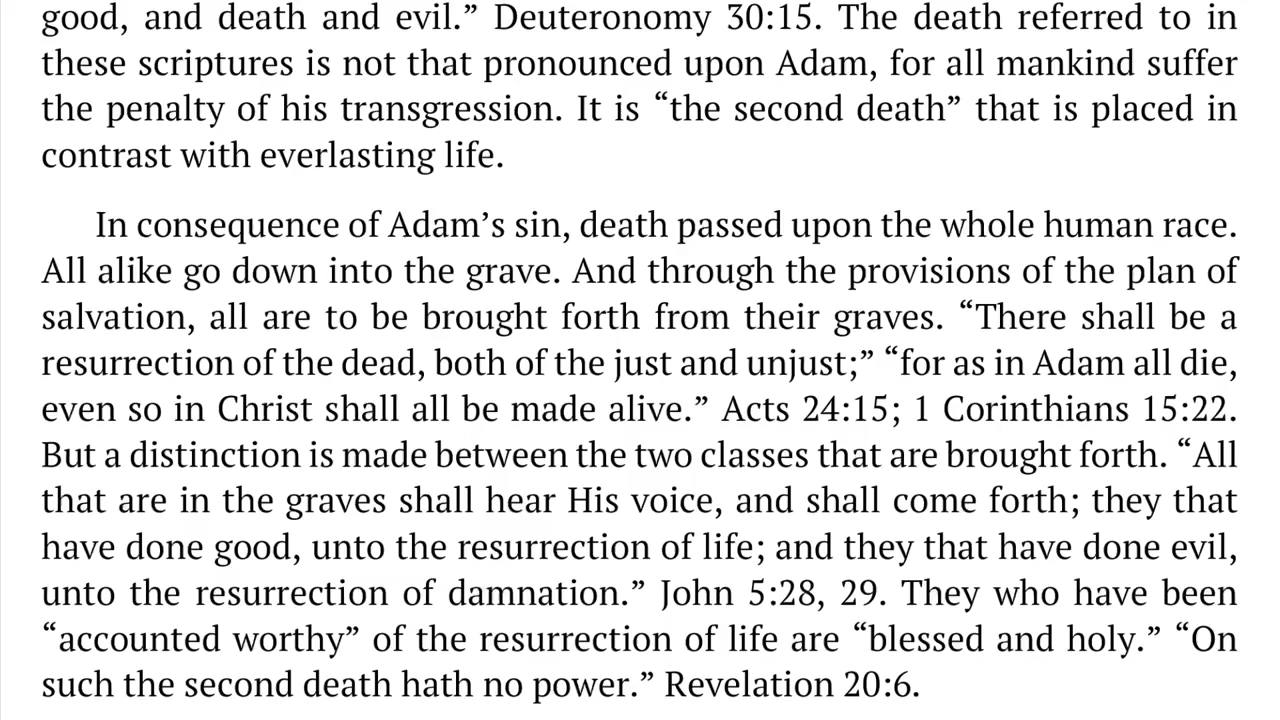 good, and death and evil.” Deuteronomy 30:15. The death referred to in
these scriptures is not that pronounced upon Adam, for all mankind suffer
the penalty of his transgression. It is “the second death” that is placed in
contrast with everlasting life.
In consequence of Adam’s sin, death passed upon the whole human race.
All alike go down into the grave. And through the provisions of the plan of
salvation, all are to be brought forth from their graves. “There shall be a
resurrection of the dead, both of the just and unjust;” “for as in Adam all die,
even so in Christ shall all be made alive.” Acts 24:15; 1 Corinthians 15:22.
But a distinction is made between the two classes that are brought forth. “All
that are in the graves shall hear His voice, and shall come forth; they that
have done good, unto the resurrection of life; and they that have done evil,
unto the resurrection of damnation.” John 5:28, 29. They who have been
“accounted worthy” of the resurrection of life are “blessed and holy.” “On
such the second death hath no power.” Revelation 20:6.